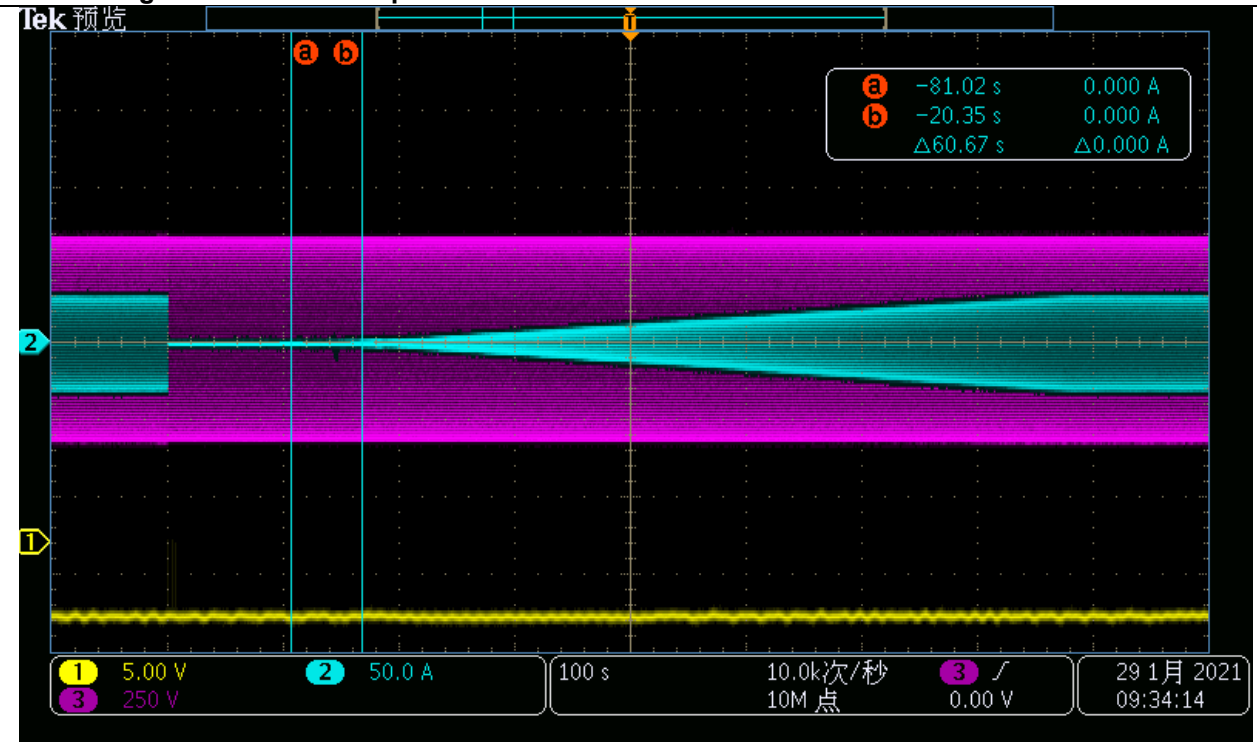 Tek 预览
T
a b
a -81.02 s 0.000 A
b -20.35 s 0.000 A
△60.67 s △0.000 A
2
1
1 5.00 V 2 50.0 A 100 s 10.0k次/秒 3 29 1月 2021
3 250 V 10M 点 0.00 V 09:34:14